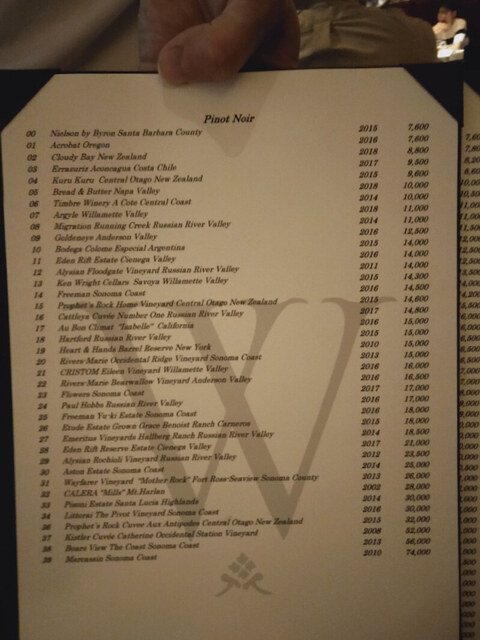 Pinot Noir
00 Nielson by Byron Santa Barbara County
01 Acrobat Oregon
02 Cloudy Bay New Zealand
03 Errazuriz Aconcagua Costa Chile
04 Kuru Kuru Central Otago New Zealand
05 Bread & Butter Napa Valley
06 Timbre Winery A Cote Central Coast
07 Argyle Willamette Valley
08 Migration Running Creek Russian River Valley
09 Goldeneye Anderson Valley
10 Bodega Colome Especial Argentina
11 Eden Rift Estate Cienega Valley
12 Alysian Floodgate Vineyard Russian River Valley
13 Ken Wright Cellars Savoya Willamette Valley
14 Freeman Sonoma Coast
15 Prophet's Rock Home Vineyard Central Otago New Zealand
16 Cattleya Cuvée Number One Russian River Valley
17 Au Bon Climat "Isabelle" California
18 Hartford Russian River Valley
19 Heart & Hands Barrel Reserve New York
20 Rivers-Marie Occidental Ridge Vineyard Sonoma Coast
21 CRISTOM Eileen Vineyard Willamette Valley
22 Rivers-Marie Bearwallow Vineyard Anderson Valley
23 Flowers Sonoma Coast
24 Paul Hobbs Russian River Valley
25 Freeman Yu-ki Estate Sonoma Coast
26 Etude Estate Grown Grace Benoist Ranch Carneros
27 Emeritus Vineyards Hallberg Ranch Russian River Valley
28 Eden Rift Reserve Estate Cienega Valley
29 Alysian Rochioli Vineyard Russian River Valley
30 Aston Estate Sonoma Coast
31 Wayfarer Vineyard "Mother Rock" Fort Ross-Seaview Sonoma County
32 CALERA "Mills" Mt.Harlan
33 Pisoni Estate Santa Lucia Highlands
34 Littorai The Pivot Vineyard Sonoma Coast
36 Prophet's Rock Cuvee Aux Antipodes Central Otago New Zealand
37 Kistler Cuvée Catherine Occidental Station Vineyard
38 Boars View The Coast Sonoma Coast
39 Marcassin Sonoma Coast
2015 7,600
2016 7,600
2018 8,800
2017 9,500
2015 9,600
2018 10,000
2014 10,000
2018 11,000
2014 11,000
2016 12,500
2015 14,000
2016 14,000
2011 14,000
2015 14,300
2016 14,500
2015 14,600
2017 14,800
2016 15,000
2015 15,000
2010 15,000
2013 15,000
2016 16,000
2016 16,500
2017 17,000
2016 17,000
2015 18,000
2014 18,500
2017 21,000
2012 23,500
2014 25,000
2013 26,000
2002 28,000
2014 30,000
2016 30,000
2015 32,000
2008 52,000
2013 56,000
2010 74,000